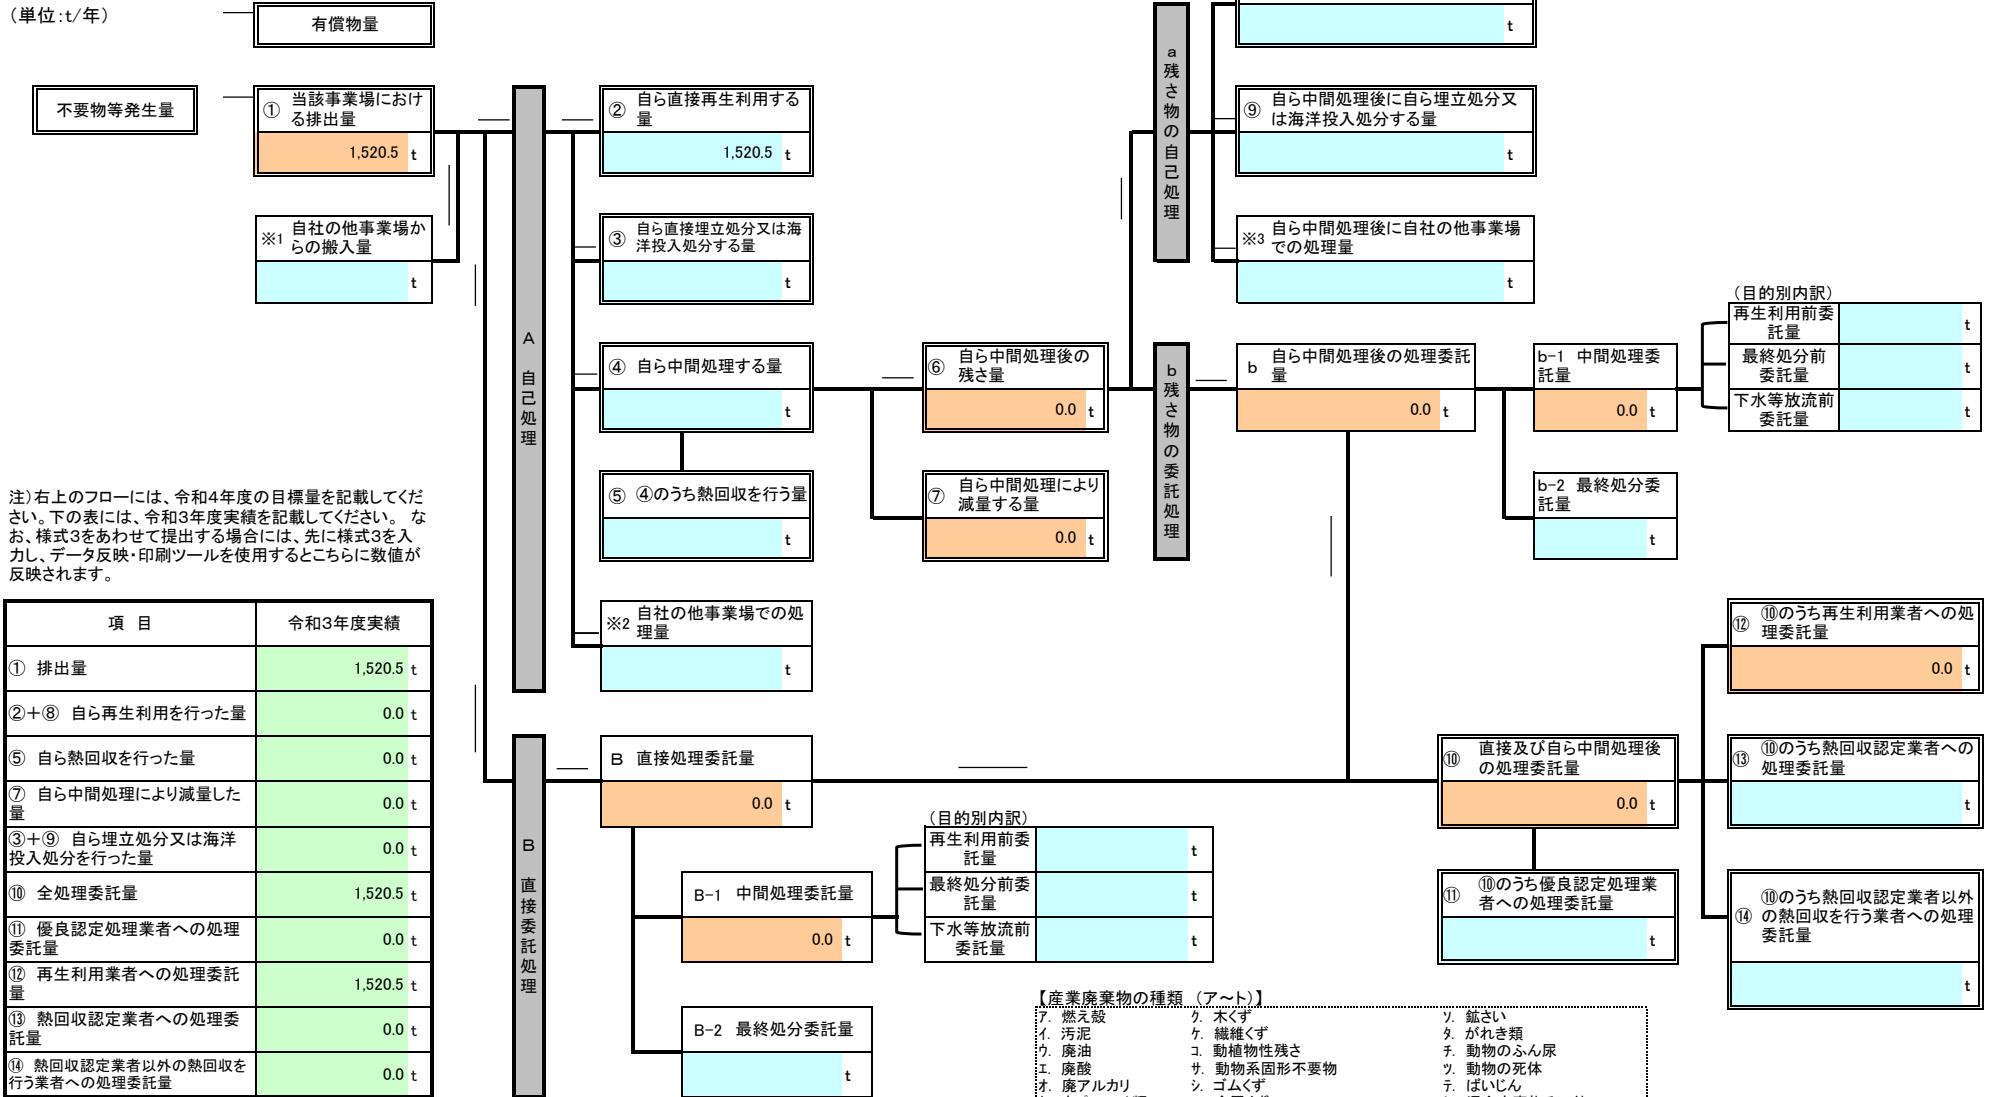 （単位:t/年）
有償物量
t
不要物等発生量
① 当該事業場におけ
る排出量
1,520.5 t
※1 自社の他事業場か
らの搬入量
t
A 自己処理
② 自ら直接再生利用する
量
1,520.5 t
③ 自ら直接埋立処分又は海
洋投入処分する量
t
④ 自ら中間処理する量
t
⑤ ④のうち熱回収を行う量
t
※2 自社の他事業場での処
理量
t
⑥ 自ら中間処理後の
残さ量
0.0 t
⑦ 自ら中間処理により
減量する量
0.0 t
a 残さ物の自己処理
⑨ 自ら中間処理後に自ら埋立処分又
は海洋投入処分する量
t
※3 自ら中間処理後に自社の他事業場
での処理量
t
b 残さ物の委託処理
b 自ら中間処理後の処理委託
量
0.0 t
b-1 中間処理委
託量
0.0 t
b-2 最終処分委
託量
t
（目的別内訳）
再生利用前委
託量
t
最終処分前
委託量
t
下水等放流前
委託量
t
注）右上のフローには、令和4年度の目標量を記載してくだ
さい。下の表には、令和3年度実績を記載してください。 な
お、様式3をあわせて提出する場合には、先に様式3を入
力し、データ反映・印刷ツールを使用するとこちらに数値が
反映されます。
項 目 令和3年度実績
① 排出量 1,520.5 t
②＋⑧ 自ら再生利用を行った量 0.0 t
⑤ 自ら熱回収を行った量 0.0 t
⑦ 自ら中間処理により減量した
量 0.0 t
③＋⑨ 自ら埋立処分又は海洋
投入処分を行った量 0.0 t
⑩ 全処理委託量 1,520.5 t
⑪ 優良認定処理業者への処理
委託量 0.0 t
⑫ 再生利用業者への処理委託
量 1,520.5 t
⑬ 熱回収認定業者への処理委
託量 0.0 t
⑭ 熱回収認定業者以外の熱回収を
行う業者への処理委託量 0.0 t
B 直接委託処理
B 直接処理委託量
0.0 t
B-1 中間処理委託量
0.0 t
B-2 最終処分委託量
t
（目的別内訳）
再生利用前委
託量
t
最終処分前委
託量
t
下水等放流前
委託量
t
⑩ 直接及び自ら中間処理後
の処理委託量
0.0 t
⑪ ⑩のうち優良認定処理業
者への処理委託量
t
⑫ ⑩のうち再生利用業者への処
理委託量
0.0 t
⑬ ⑩のうち熱回収認定業者への
処理委託量
t
⑭ ⑩のうち熱回収認定業者以外
の熱回収を行う業者への処理
委託量
t
【産業廃棄物の種類 （ア～ト）】
ア. 燃え殻 ク. 木くず ソ. 鉱さい
イ. 汚泥 ケ. 繊維くず タ. がれき類
ウ. 廃油 コ. 動植物性残さ チ. 動物のふん尿
エ. 廃酸 サ. 動物系固形不要物 ツ. 動物の死体
オ. 廃アルカリ シ. ゴムくず テ. ばいじん